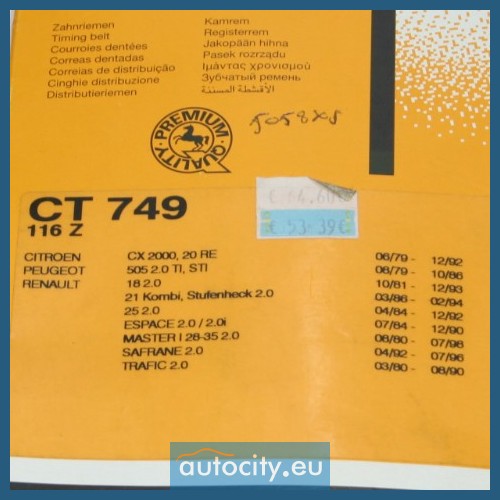 Zahnriemen
Timing belt
Courroies dentées
Correas dentadas
Correias de distribuição
Cinghie distribuzione
Distributieriemen
Kamrem
Registerrem
Jakopään hihna
Pasek rozrządu
Ιμάντας χρονισμού
Зубчатый ремень
الأقشطة المسننة
PREMIUM QUALITY
5058X8
€ 64,60
€ 53-39€
CT 749
116 Z
CITROEN CX 2000, 20 RE 06/79 - 12/92
PEUGEOT 505 2.0 TI, STI 06/79 - 10/86
RENAULT 18 2.0 10/81 - 12/93
21 Kombi, Stufenheck 2.0 03/86 - 02/94
25 2.0 04/84 - 12/92
ESPACE 2.0 / 2.0i 07/84 - 12/90
MASTER I 28-35 2.0 08/80 - 07/98
SAFRANE 2.0 04/92 - 07/96
TRAFIC 2.0 03/80 - 08/90
autocity.eu